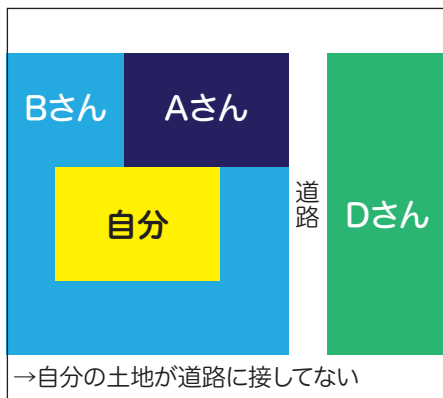 Bさん
Aさん
自分
道路
Dさん
→自分の土地が道路に接してない